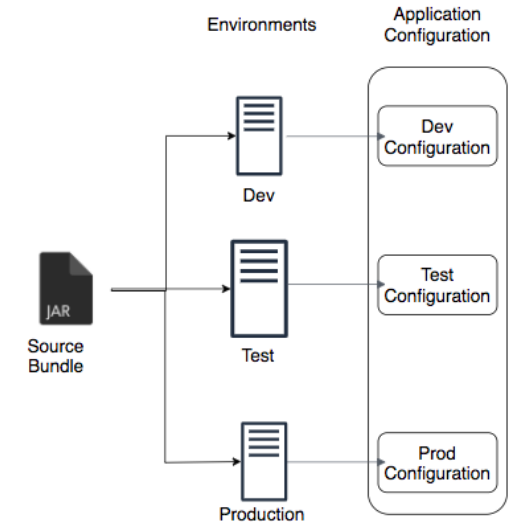 Environments
Application
Configuration
Dev
Configuration
Dev
Test
Configuration
JAR
Source
Bundle
Test
Prod
Configuration
Production